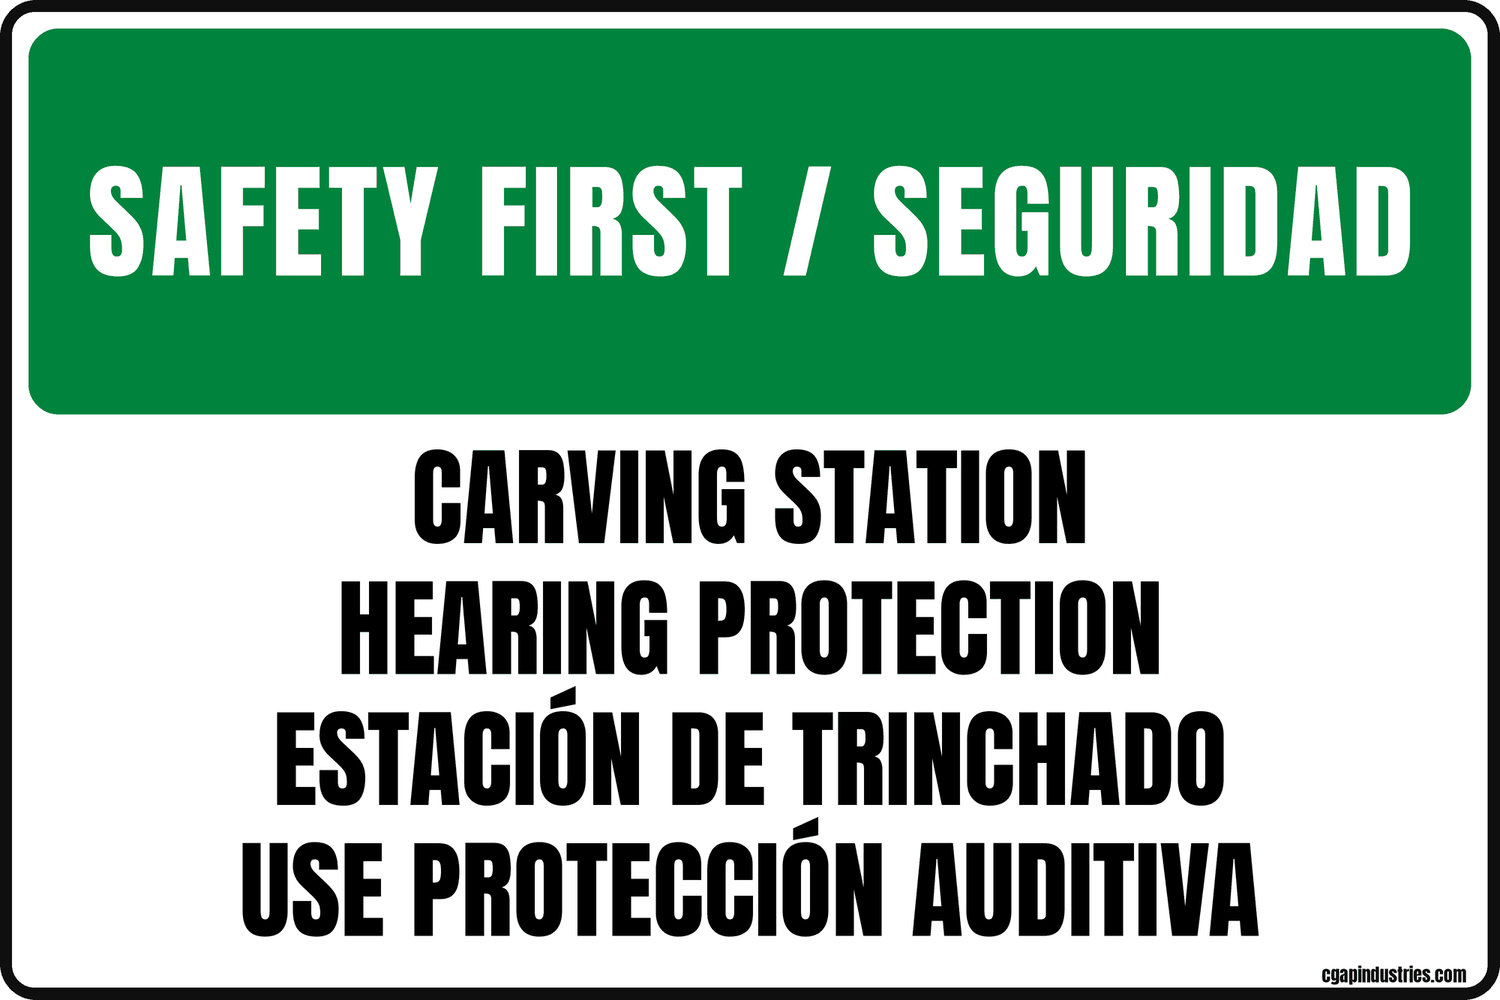 SAFETY FIRST / SEGURIDAD
CARVING STATION
HEARING PROTECTION
ESTACIÓN DE TRINCHADO
USE PROTECCIÓN AUDITIVA
cgapindustries.com